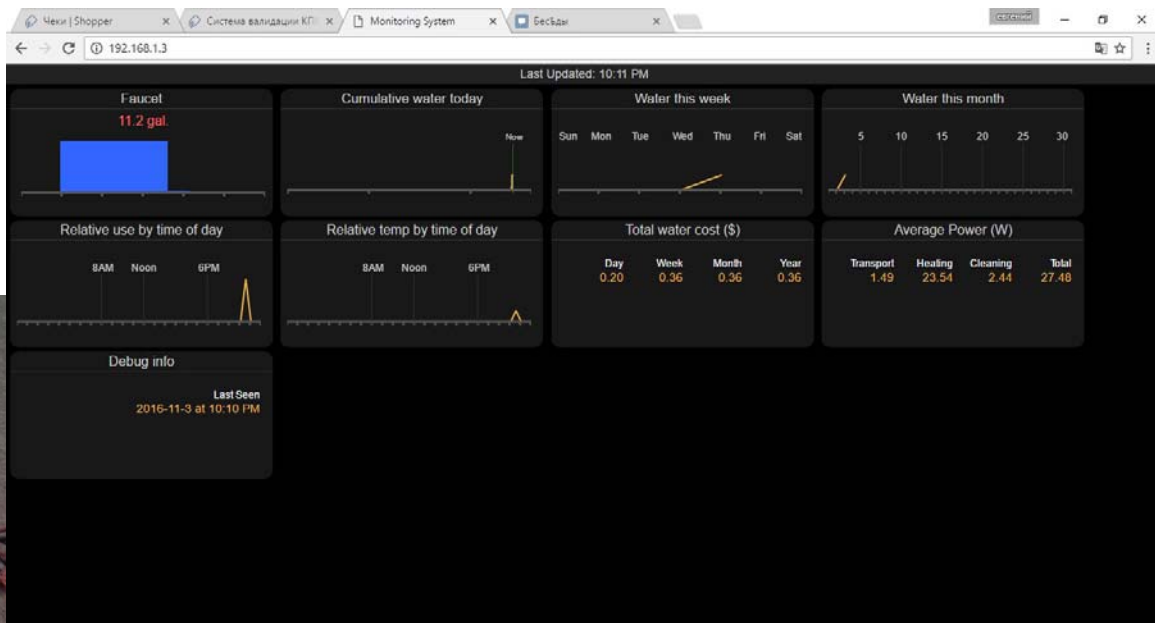 Чеки | Shopper
Система валидации КП
Monitoring System
Бесѣды
евгений
192.168.1.3
Last Updated: 10:11 PM
Faucet
11.2 gal.
Cumulative water today
Now
Water this week
Sun Mon Tue Wed Thu Fri Sat
Water this month
5 10 15 20 25 30
Relative use by time of day
8AM Noon 6PM
Relative temp by time of day
8AM Noon 6PM
Total water cost ($)
Day Week Month Year
0.20 0.36 0.36 0.36
Average Power (W)
Transport Heating Cleaning Total
1.49 23.54 2.44 27.48
Debug info
Last Seen
2016-11-3 at 10:10 PM